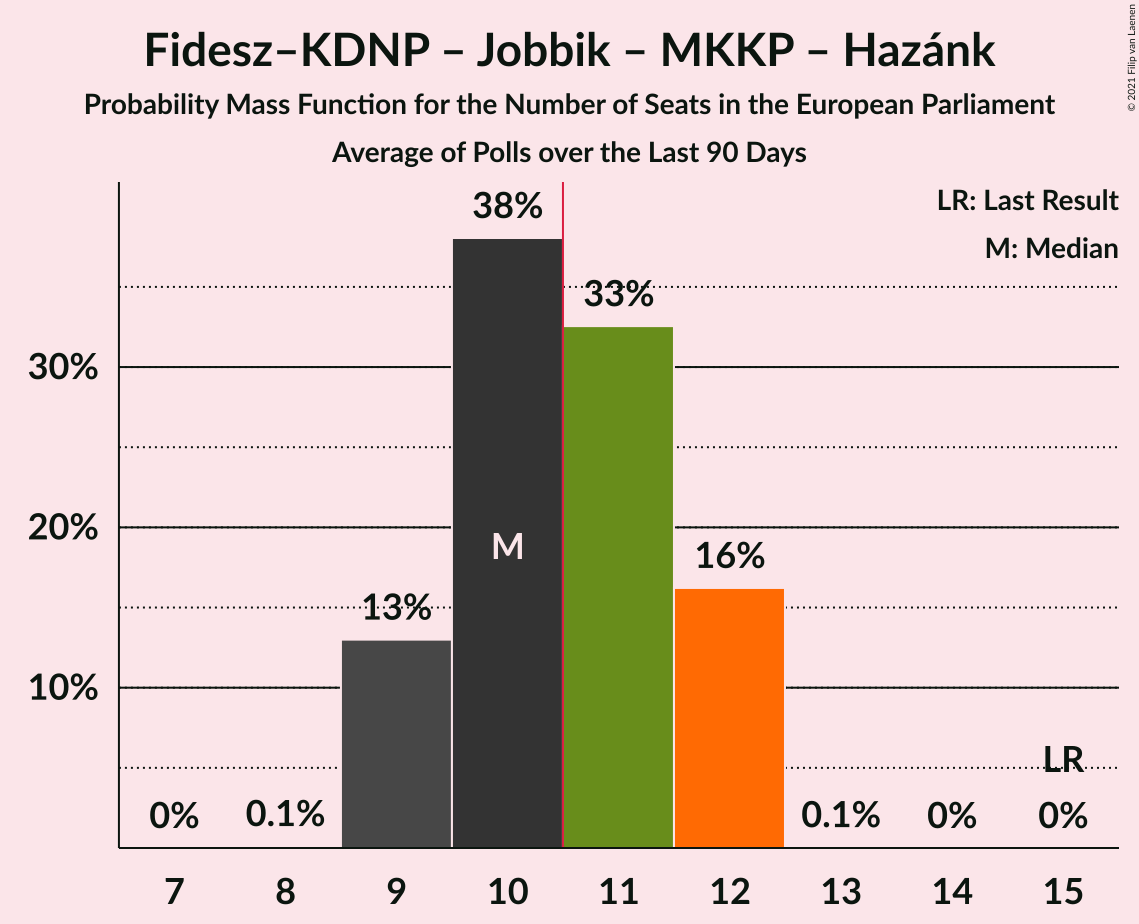 Fidesz–KDNP – Jobbik – MKKP – Hazánk
Probability Mass Function for the Number of Seats in the European Parliament
Average of Polls over the Last 90 Days
© 2021 Filip van Laenen
LR: Last Result
M: Median
38%
33%
30%
20%
16%
M
13%
10%
LR
0%
0.1%
0.1%
0%
0%
7 8 9 10 11 12 13 14 15